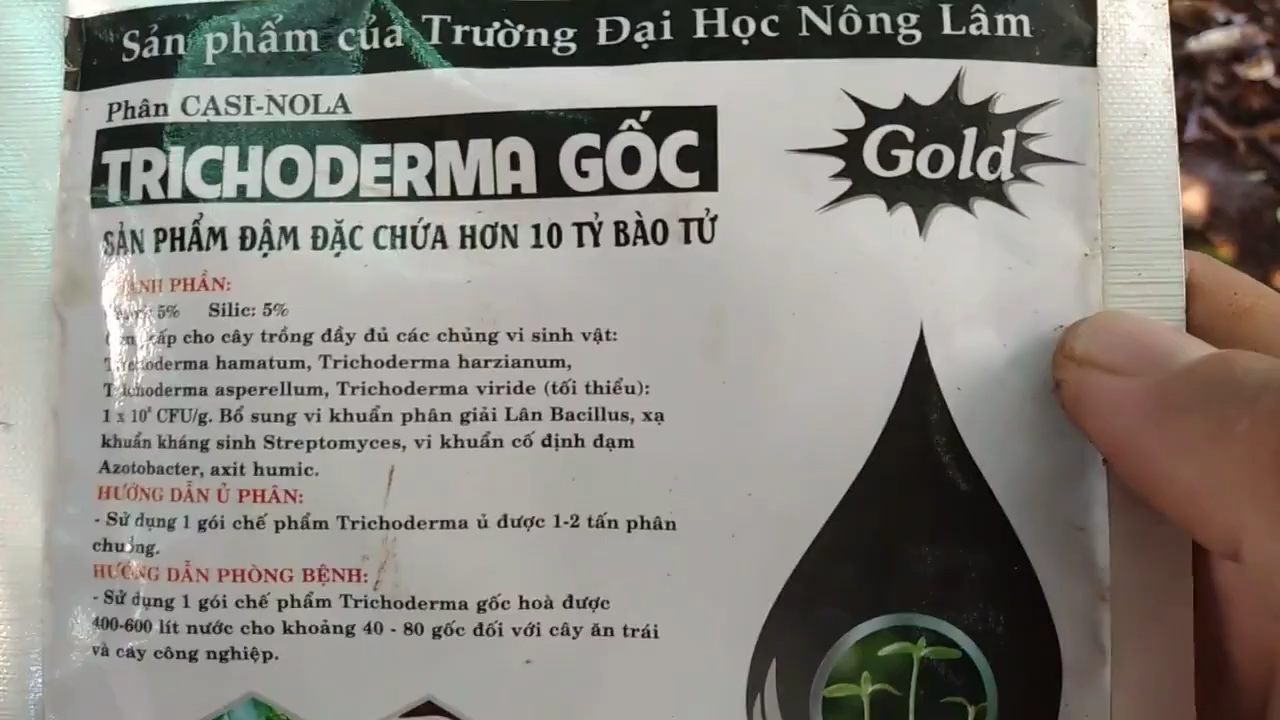 Sản phẩm của Trường Đại Học Nông Lâm
Phân CASI-NOLA
TRICHODERMA GỐC
Gold
SẢN PHẨM ĐẬM ĐẶC CHỨA HƠN 10 TỶ BÀO TỬ
THÀNH PHẦN:
5% Silic: 5%
cấp cho cây trồng đầy đủ các chủng vi sinh vật:
Trichoderma hamatum, Trichoderma harzianum,
Trichoderma asperellum, Trichoderma viride (tối thiểu):
CFU/g. Bổ sung vi khuẩn phân giải Lân Bacillus, xạ
khuẩn kháng sinh Streptomyces, vi khuẩn cố định đạm
Azotobacter, axit humic.
HƯỚNG DẪN Ủ PHÂN:
- Sử dụng 1 gói chế phẩm Trichoderma ủ được 1-2 tấn phân
chuồng.
HƯỚNG DẪN PHÒNG BỆNH:
- Sử dụng 1 gói chế phẩm Trichoderma gốc hoà được
400-600 lít nước cho khoảng 40 - 80 gốc đối với cây ăn trái
và cây công nghiệp.